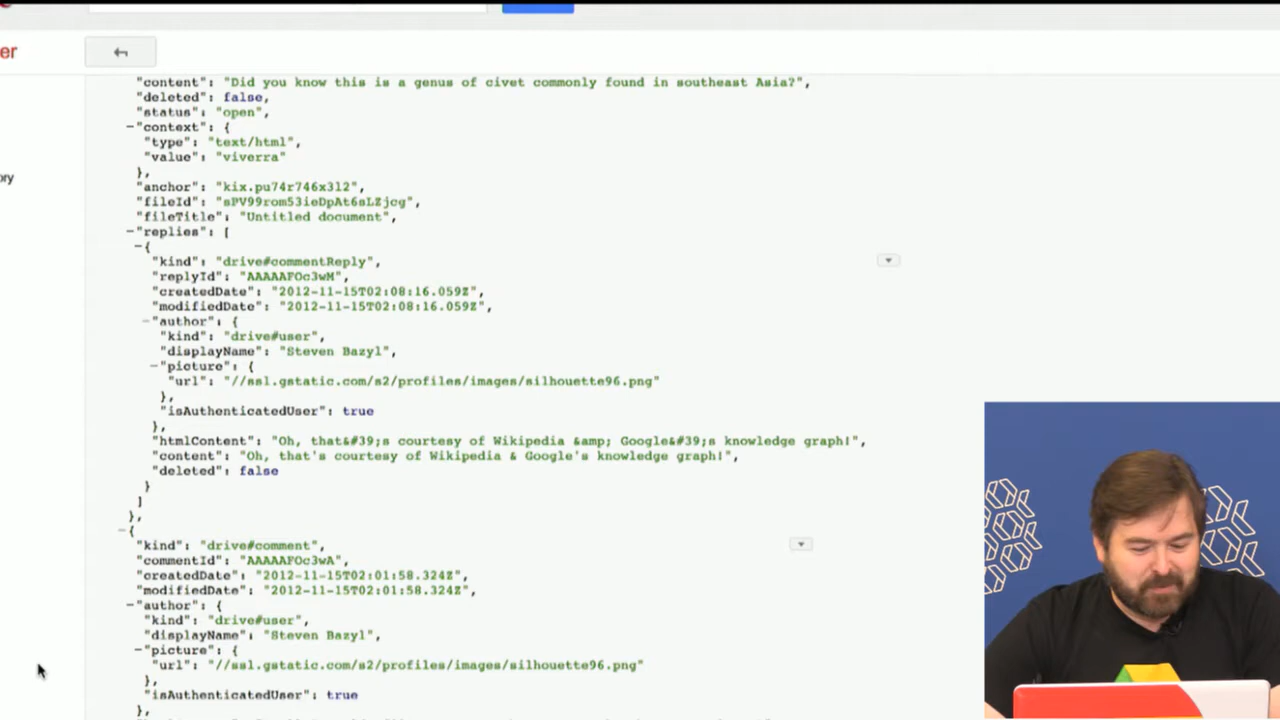 er
"content": "Did you know this is a genus of civet commonly found in southeast Asia?",
"deleted": false,
"status": "open",
−"context": {
"type": "text/html",
"value": "viverra"
},
ory
"anchor": "kix.pu74r746x312",
"fileId": "sPV99rom53ieDpAt6sLZjcg",
"fileTitle": "Untitled document",
−"replies": [
−{
"kind": "drive#commentReply",
"replyId": "AAAAAFOc3wM",
"createdDate": "2012-11-15T02:08:16.059Z",
"modifiedDate": "2012-11-15T02:08:16.059Z",
−"author": {
"kind": "drive#user",
"displayName": "Steven Bazyl",
−"picture": {
"url": "//ssl.gstatic.com/s2/profiles/images/silhouette96.png"
},
"isAuthenticatedUser": true
},
"htmlContent": "Oh, that&#39;s courtesy of Wikipedia &amp; Google&#39;s knowledge graph!",
"content": "Oh, that's courtesy of Wikipedia & Google's knowledge graph!",
"deleted": false
}
]
},
−{
"kind": "drive#comment",
"commentId": "AAAAAFOc3wA",
"createdDate": "2012-11-15T02:01:58.324Z",
"modifiedDate": "2012-11-15T02:01:58.324Z",
−"author": {
"kind": "drive#user",
"displayName": "Steven Bazyl",
−"picture": {
"url": "//ssl.gstatic.com/s2/profiles/images/silhouette96.png"
},
"isAuthenticatedUser": true
},